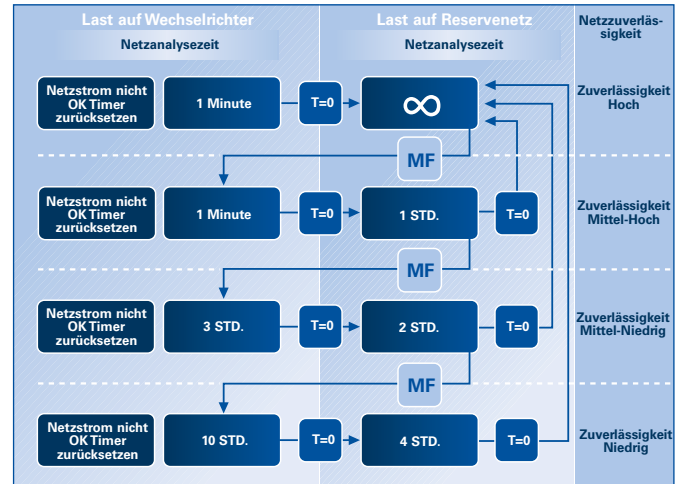 Last auf Wechselrichter
Last auf Reservenetz
Netzzuverläs-
sigkeit
Netzanalysezeit
Netzanalysezeit
Netzstrom nicht
OK Timer
zurücksetzen
1 Minute
T=0
∞
Zuverlässigkeit
Hoch
MF
Netzstrom nicht
OK Timer
zurücksetzen
1 Minute
T=0
1 STD.
T=0
Zuverlässigkeit
Mittel-Hoch
MF
Netzstrom nicht
OK Timer
zurücksetzen
3 STD.
T=0
2 STD.
T=0
Zuverlässigkeit
Mittel-Niedrig
MF
Netzstrom nicht
OK Timer
zurücksetzen
10 STD.
T=0
4 STD.
T=0
Zuverlässigkeit
Niedrig